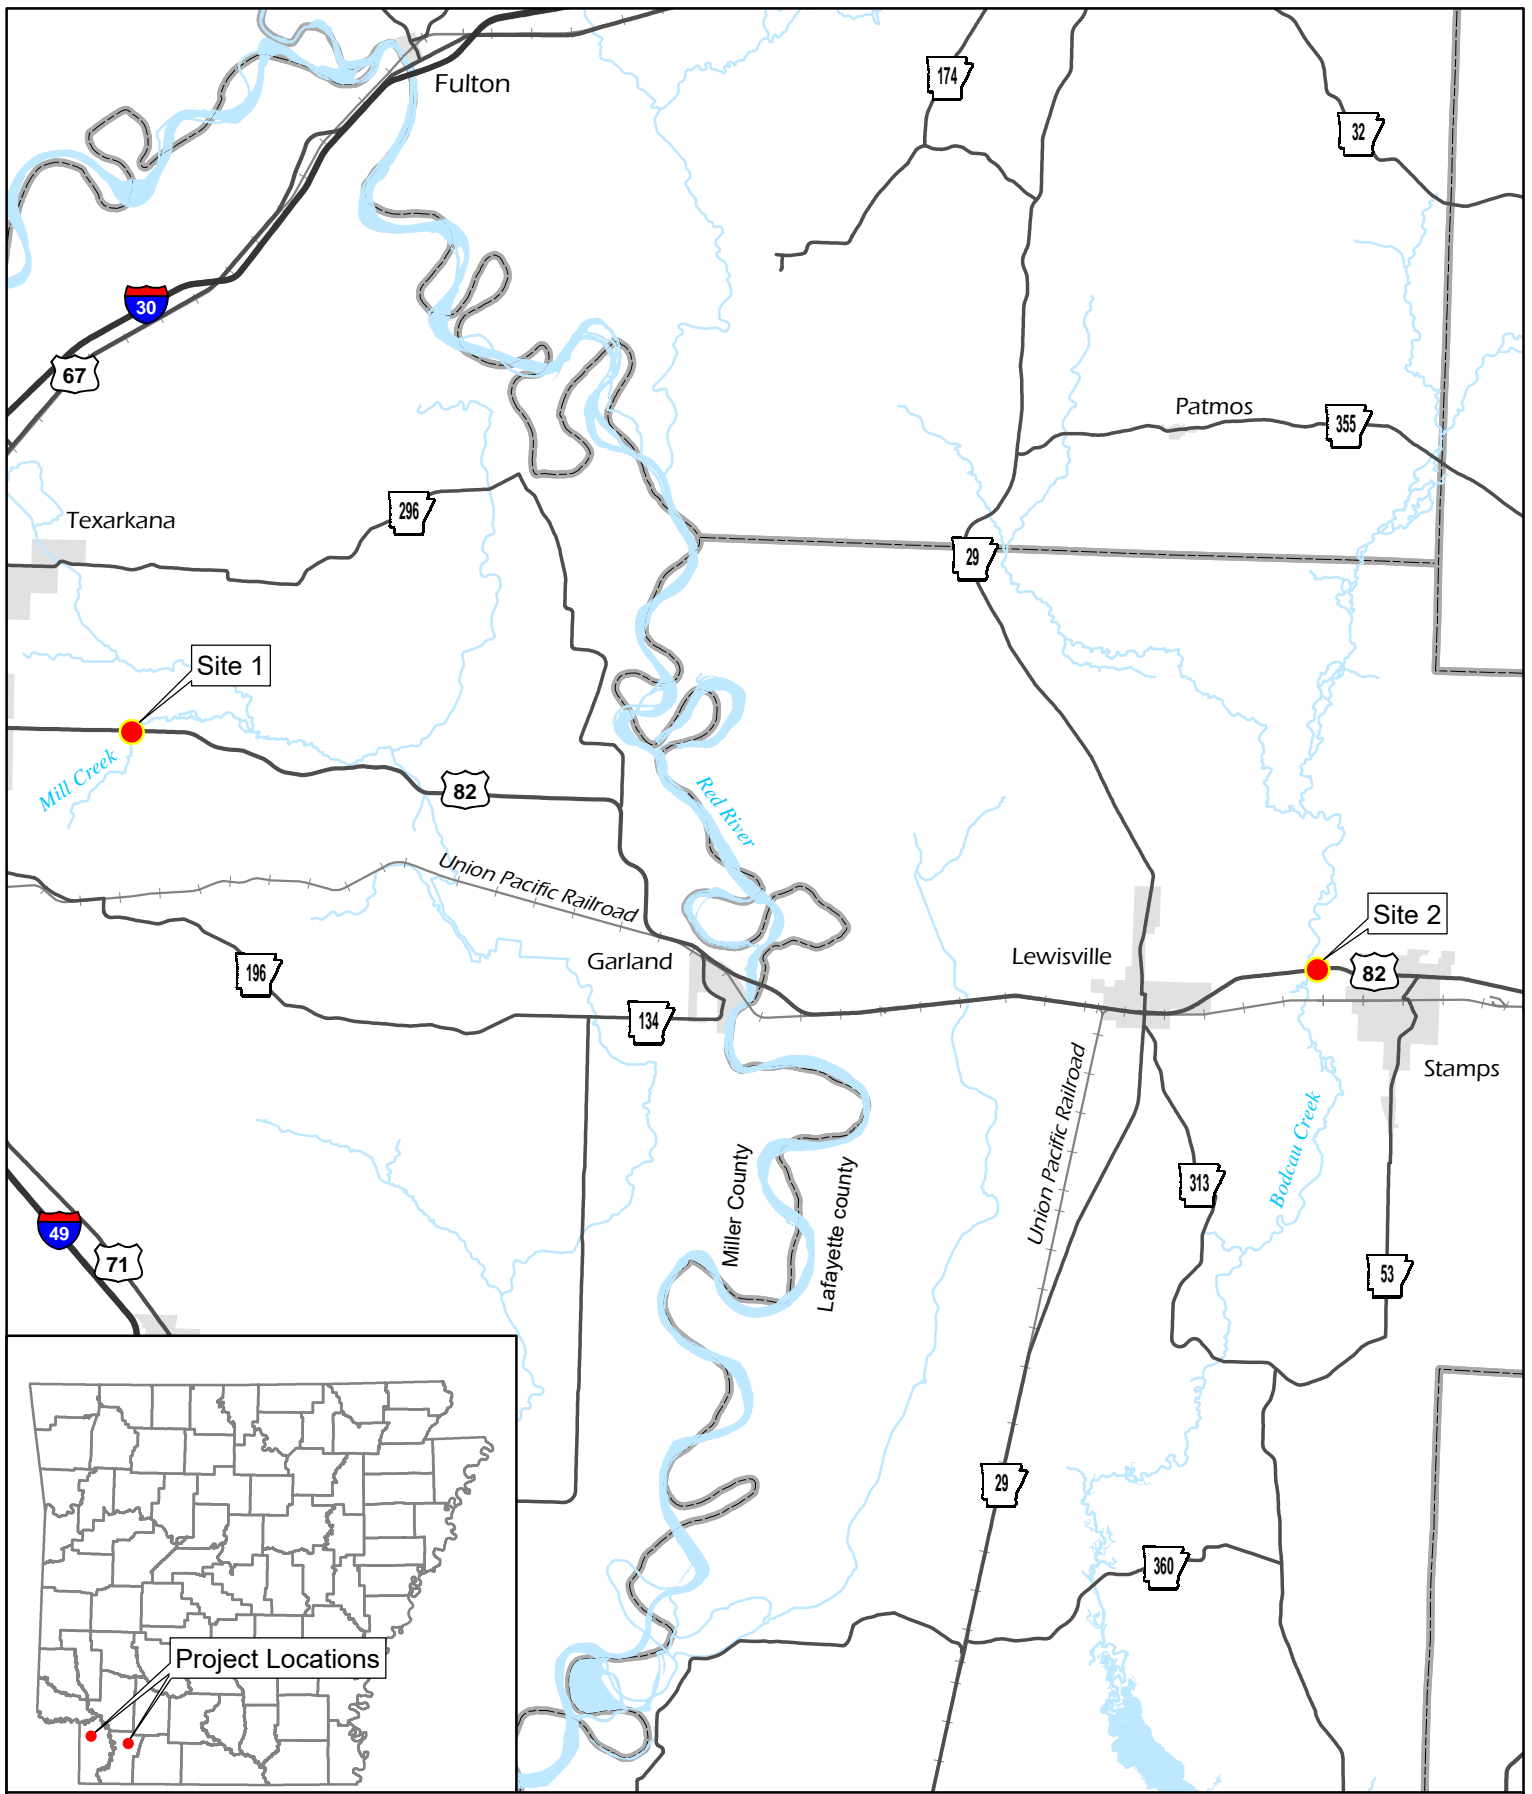 Fulton
174
32
30
67
Patmos
355
296
Texarkana
29
Site 1
Mill Creek
82
Red River
Union Pacific Railroad
Site 2
Lewisville
Garland
196
82
134
Stamps
Union Pacific Railroad
Bodcau Creek
Miller County
Lafayette county
313
49
71
53
29
360
Project Locations